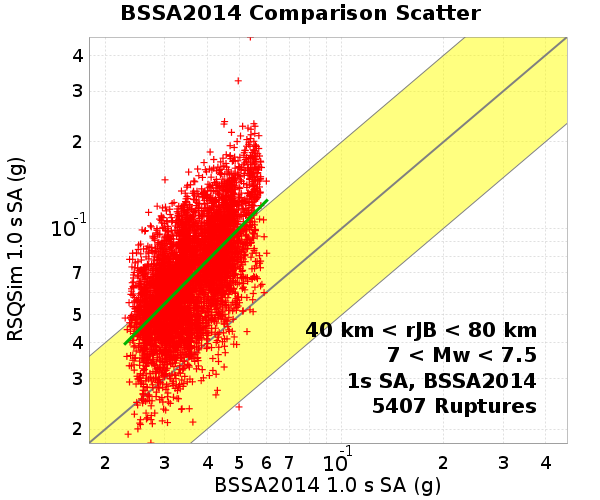 BSSA2014 Comparison Scatter
RSQSim 1.0 s SA (g)
4
3
2
10-1
7
5
4
3
2
40 km < rJB < 80 km
7 < Mw < 7.5
1s SA, BSSA2014
5407 Ruptures
2 3 4 5 6 7 10-1 2 3 4
BSSA2014 1.0 s SA (g)